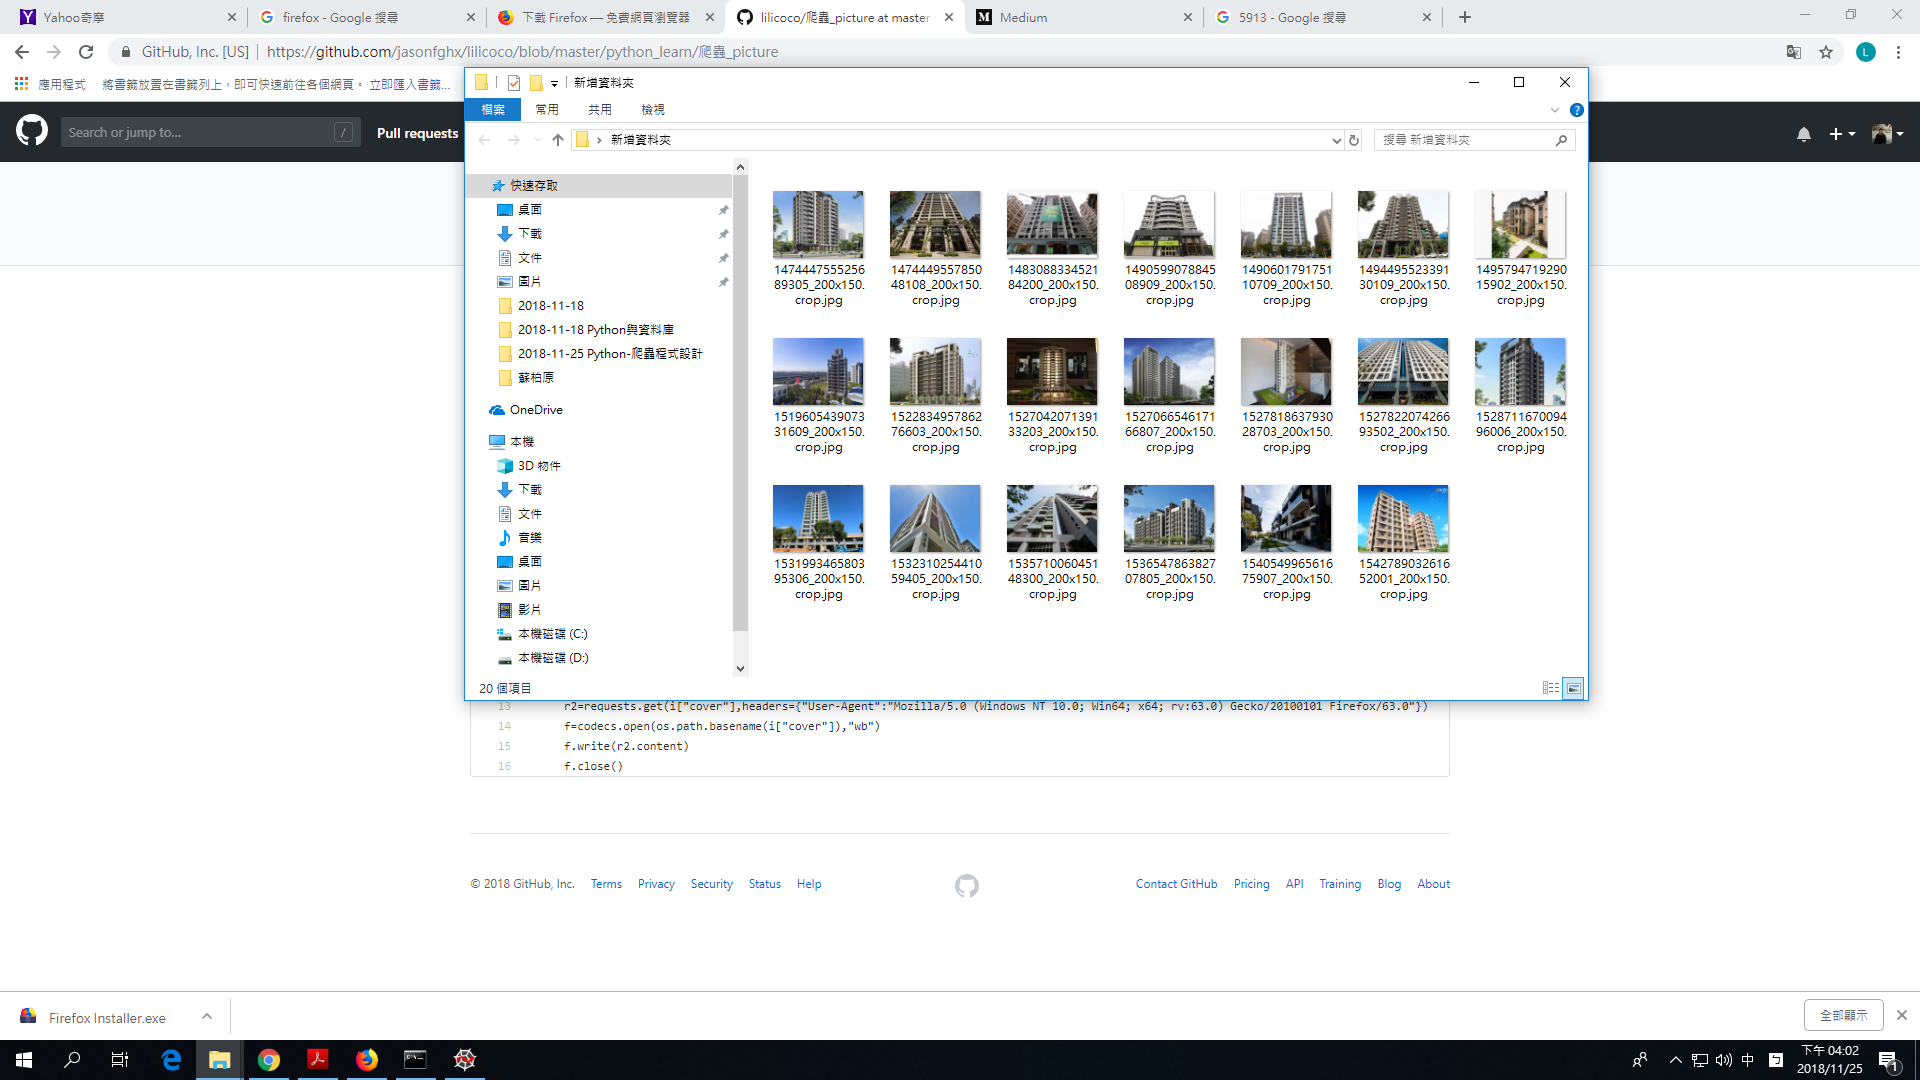 Yahoo奇摩
firefox - Google 搜尋
下載 Firefox — 免費網頁瀏覽器
lilicoco/爬蟲_picture at master
Medium
5913 - Google 搜尋
GitHub, Inc. [US] | https://github.com/jasonfghx/lilicoco/blob/master/python_learn/爬蟲_picture
L
應用程式
將書籤放置在書籤列上，即可快速前往各個網頁。 立即匯入書籤...
Search or jump to...
/
Pull requests
新增資料夾
檔案
常用
共用
檢視
新增資料夾
搜尋 新增資料夾
快速存取
桌面
下載
文件
圖片
2018-11-18
2018-11-18 Python與資料庫
2018-11-25 Python-爬蟲程式設計
蘇柏原
OneDrive
本機
3D 物件
下載
文件
音樂
桌面
圖片
影片
本機磁碟 (C:)
本機磁碟 (D:)
147444755525689305_200x150.crop.jpg
147444955785048108_200x150.crop.jpg
148308833452184200_200x150.crop.jpg
149059907884508909_200x150.crop.jpg
149060179175110709_200x150.crop.jpg
149449552339130109_200x150.crop.jpg
149579471929015902_200x150.crop.jpg
151960543907331609_200x150.crop.jpg
152283495786276603_200x150.crop.jpg
152704207139133203_200x150.crop.jpg
152706654617166807_200x150.crop.jpg
152781863793028703_200x150.crop.jpg
152782207426693502_200x150.crop.jpg
152871167009496006_200x150.crop.jpg
153199346580395306_200x150.crop.jpg
153231025441059405_200x150.crop.jpg
153571006045148300_200x150.crop.jpg
153654786382707805_200x150.crop.jpg
154054996561675907_200x150.crop.jpg
154278903261652001_200x150.crop.jpg
20 個項目
13 r2=requests.get(i["cover"],headers={"User-Agent":"Mozilla/5.0 (Windows NT 10.0; Win64; x64; rv:63.0) Gecko/20100101 Firefox/63.0"})
14 f=codecs.open(os.path.basename(i["cover"]),"wb")
15 f.write(r2.content)
16 f.close()
© 2018 GitHub, Inc.
Terms
Privacy
Security
Status
Help
Contact GitHub
Pricing
API
Training
Blog
About
Firefox Installer.exe
全部顯示
中
下午 04:02
2018/11/25
1